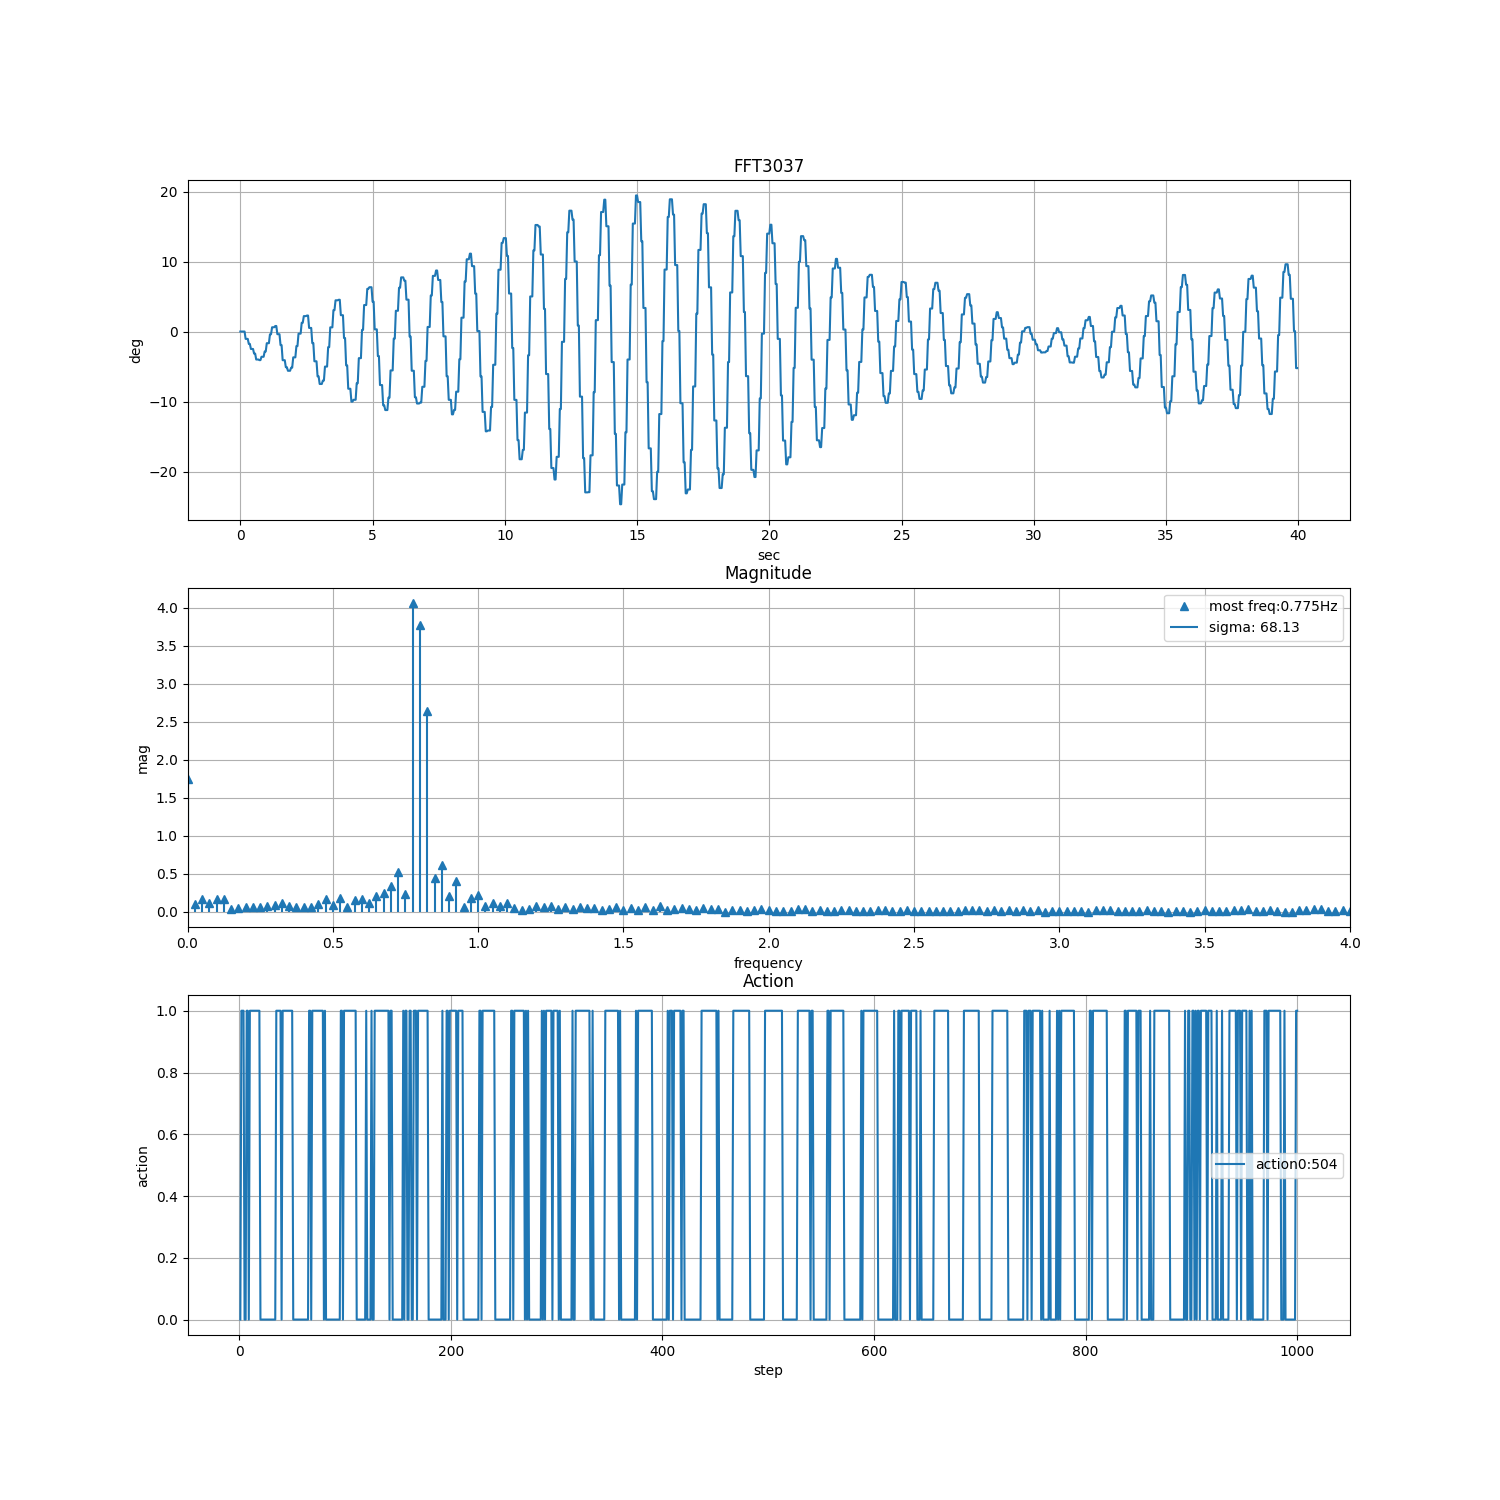 FFT3037
20
10
0
−10
−20
deg
0 5 10 15 20 25 30 35 40
sec
Magnitude
most freq:0.775Hz
sigma: 68.13
4.0
3.5
3.0
2.5
2.0
1.5
1.0
0.5
0.0
mag
0.0 0.5 1.0 1.5 2.0 2.5 3.0 3.5 4.0
frequency
Action
1.0
0.8
0.6
0.4
0.2
0.0
action
action0:504
0 200 400 600 800 1000
step